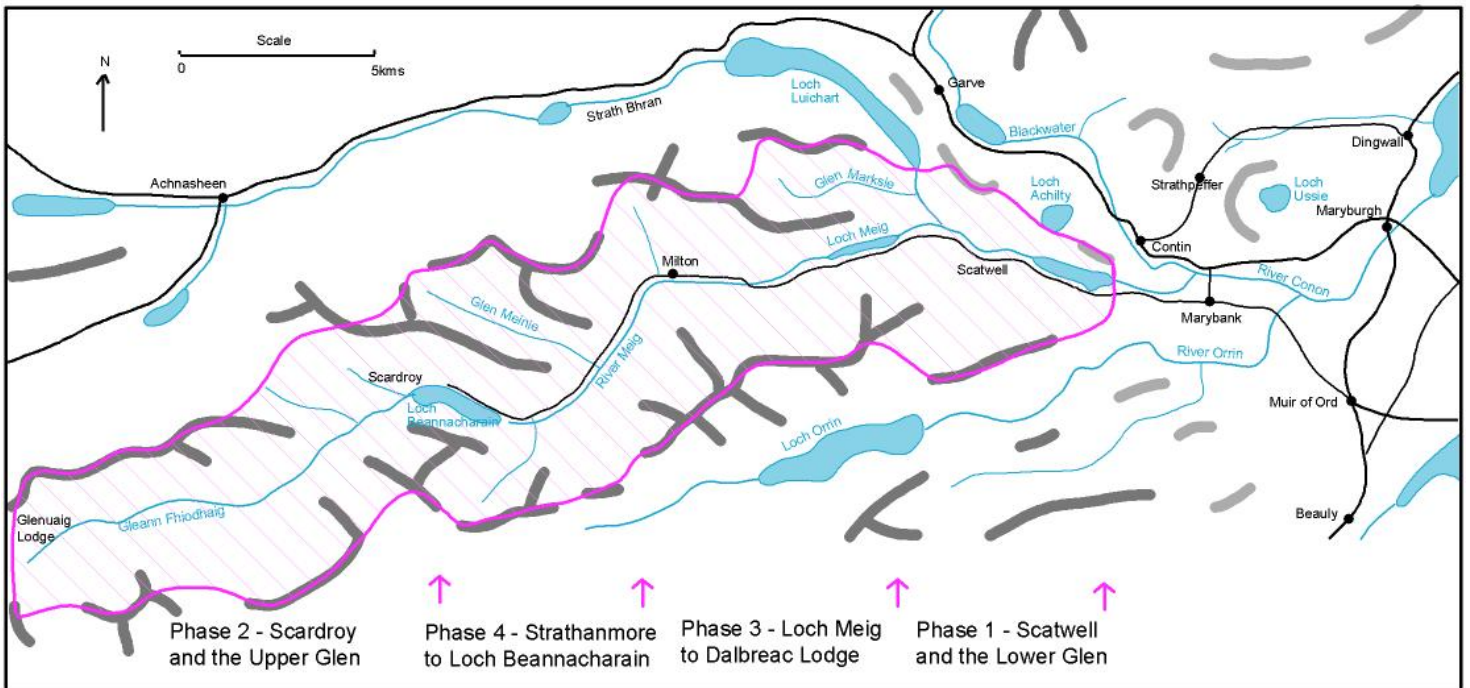 N
Scale
0
5kms
Garve
Loch
Luichart
Strath Bhran
Blackwater
Dingwall
Achnasheen
Strathpeffer
Loch
Ussie
Glen Marksie
Loch
Achilty
Maryburgh
Contin
Loch Meig
Milton
Scatwell
River Conon
Marybank
Glen Meinie
River Meig
River Orrin
Scardroy
Loch
Beannacharain
Muir of Ord
Loch Orrin
Glenuaig
Lodge
Gleann Fhiodhaig
Beauly
Phase 2 - Scardroy
and the Upper Glen
Phase 4 - Strathanmore
to Loch Beannacharain
Phase 3 - Loch Meig
to Dalbreac Lodge
Phase 1 - Scatwell
and the Lower Glen